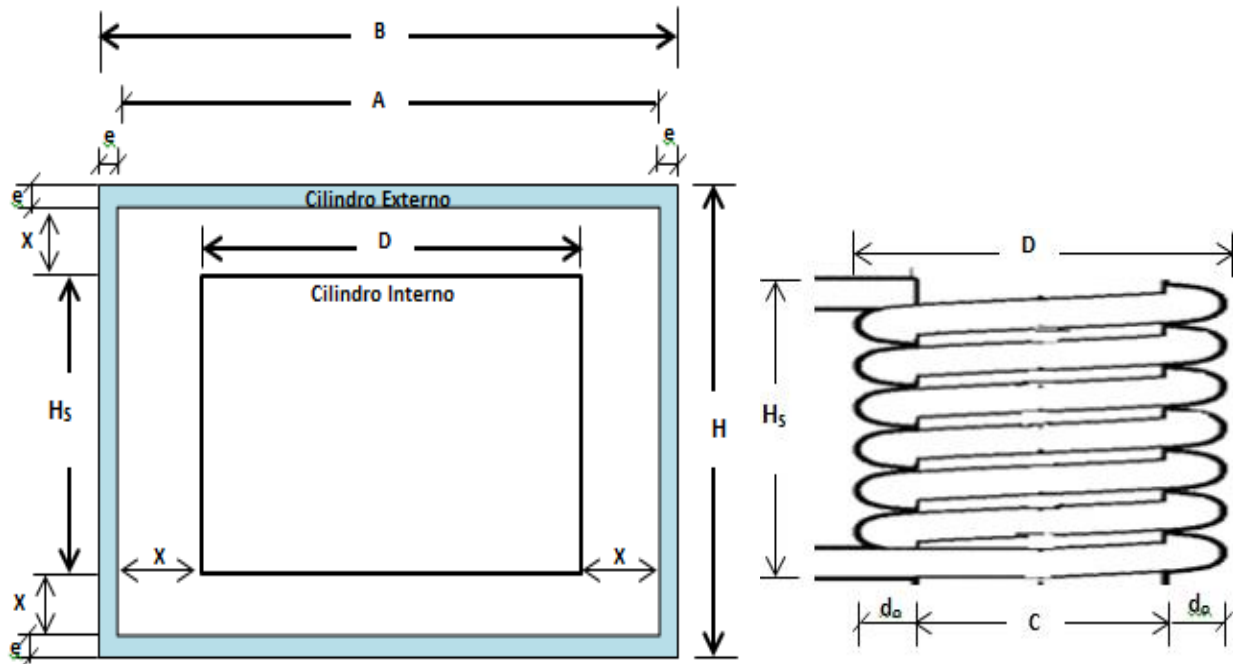 B
A
e
e
e
Cilindro Externo
X
D
D
Cilindro Interno
Hs
H
Hs
X
X
X
e
do
C
do